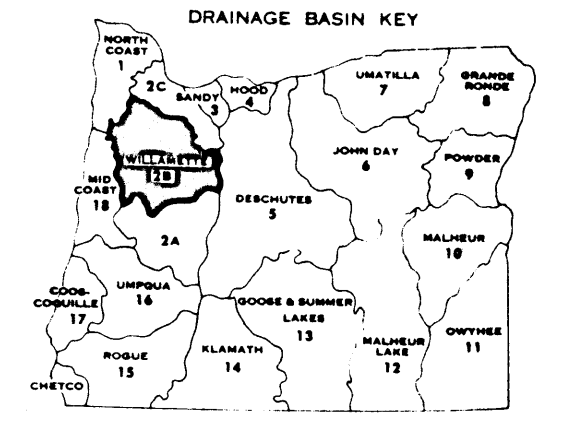 DRAINAGE BASIN KEY
NORTH
COAST
1
2C
SANDY
3
HOOD
4
UMATILLA
7
GRANDE
RONDE
8
WILLAMETTE
2B
JOHN DAY
6
POWDER
9
MID
COAST
18
DESCHUTES
5
2A
MALHEUR
10
COOS-
COQUILLE
17
UMPQUA
16
GOOSE & SUMMER
LAKES
13
ROGUE
15
KLAMATH
14
MALHEUR
LAKE
12
OWYHEE
11
CHETCO